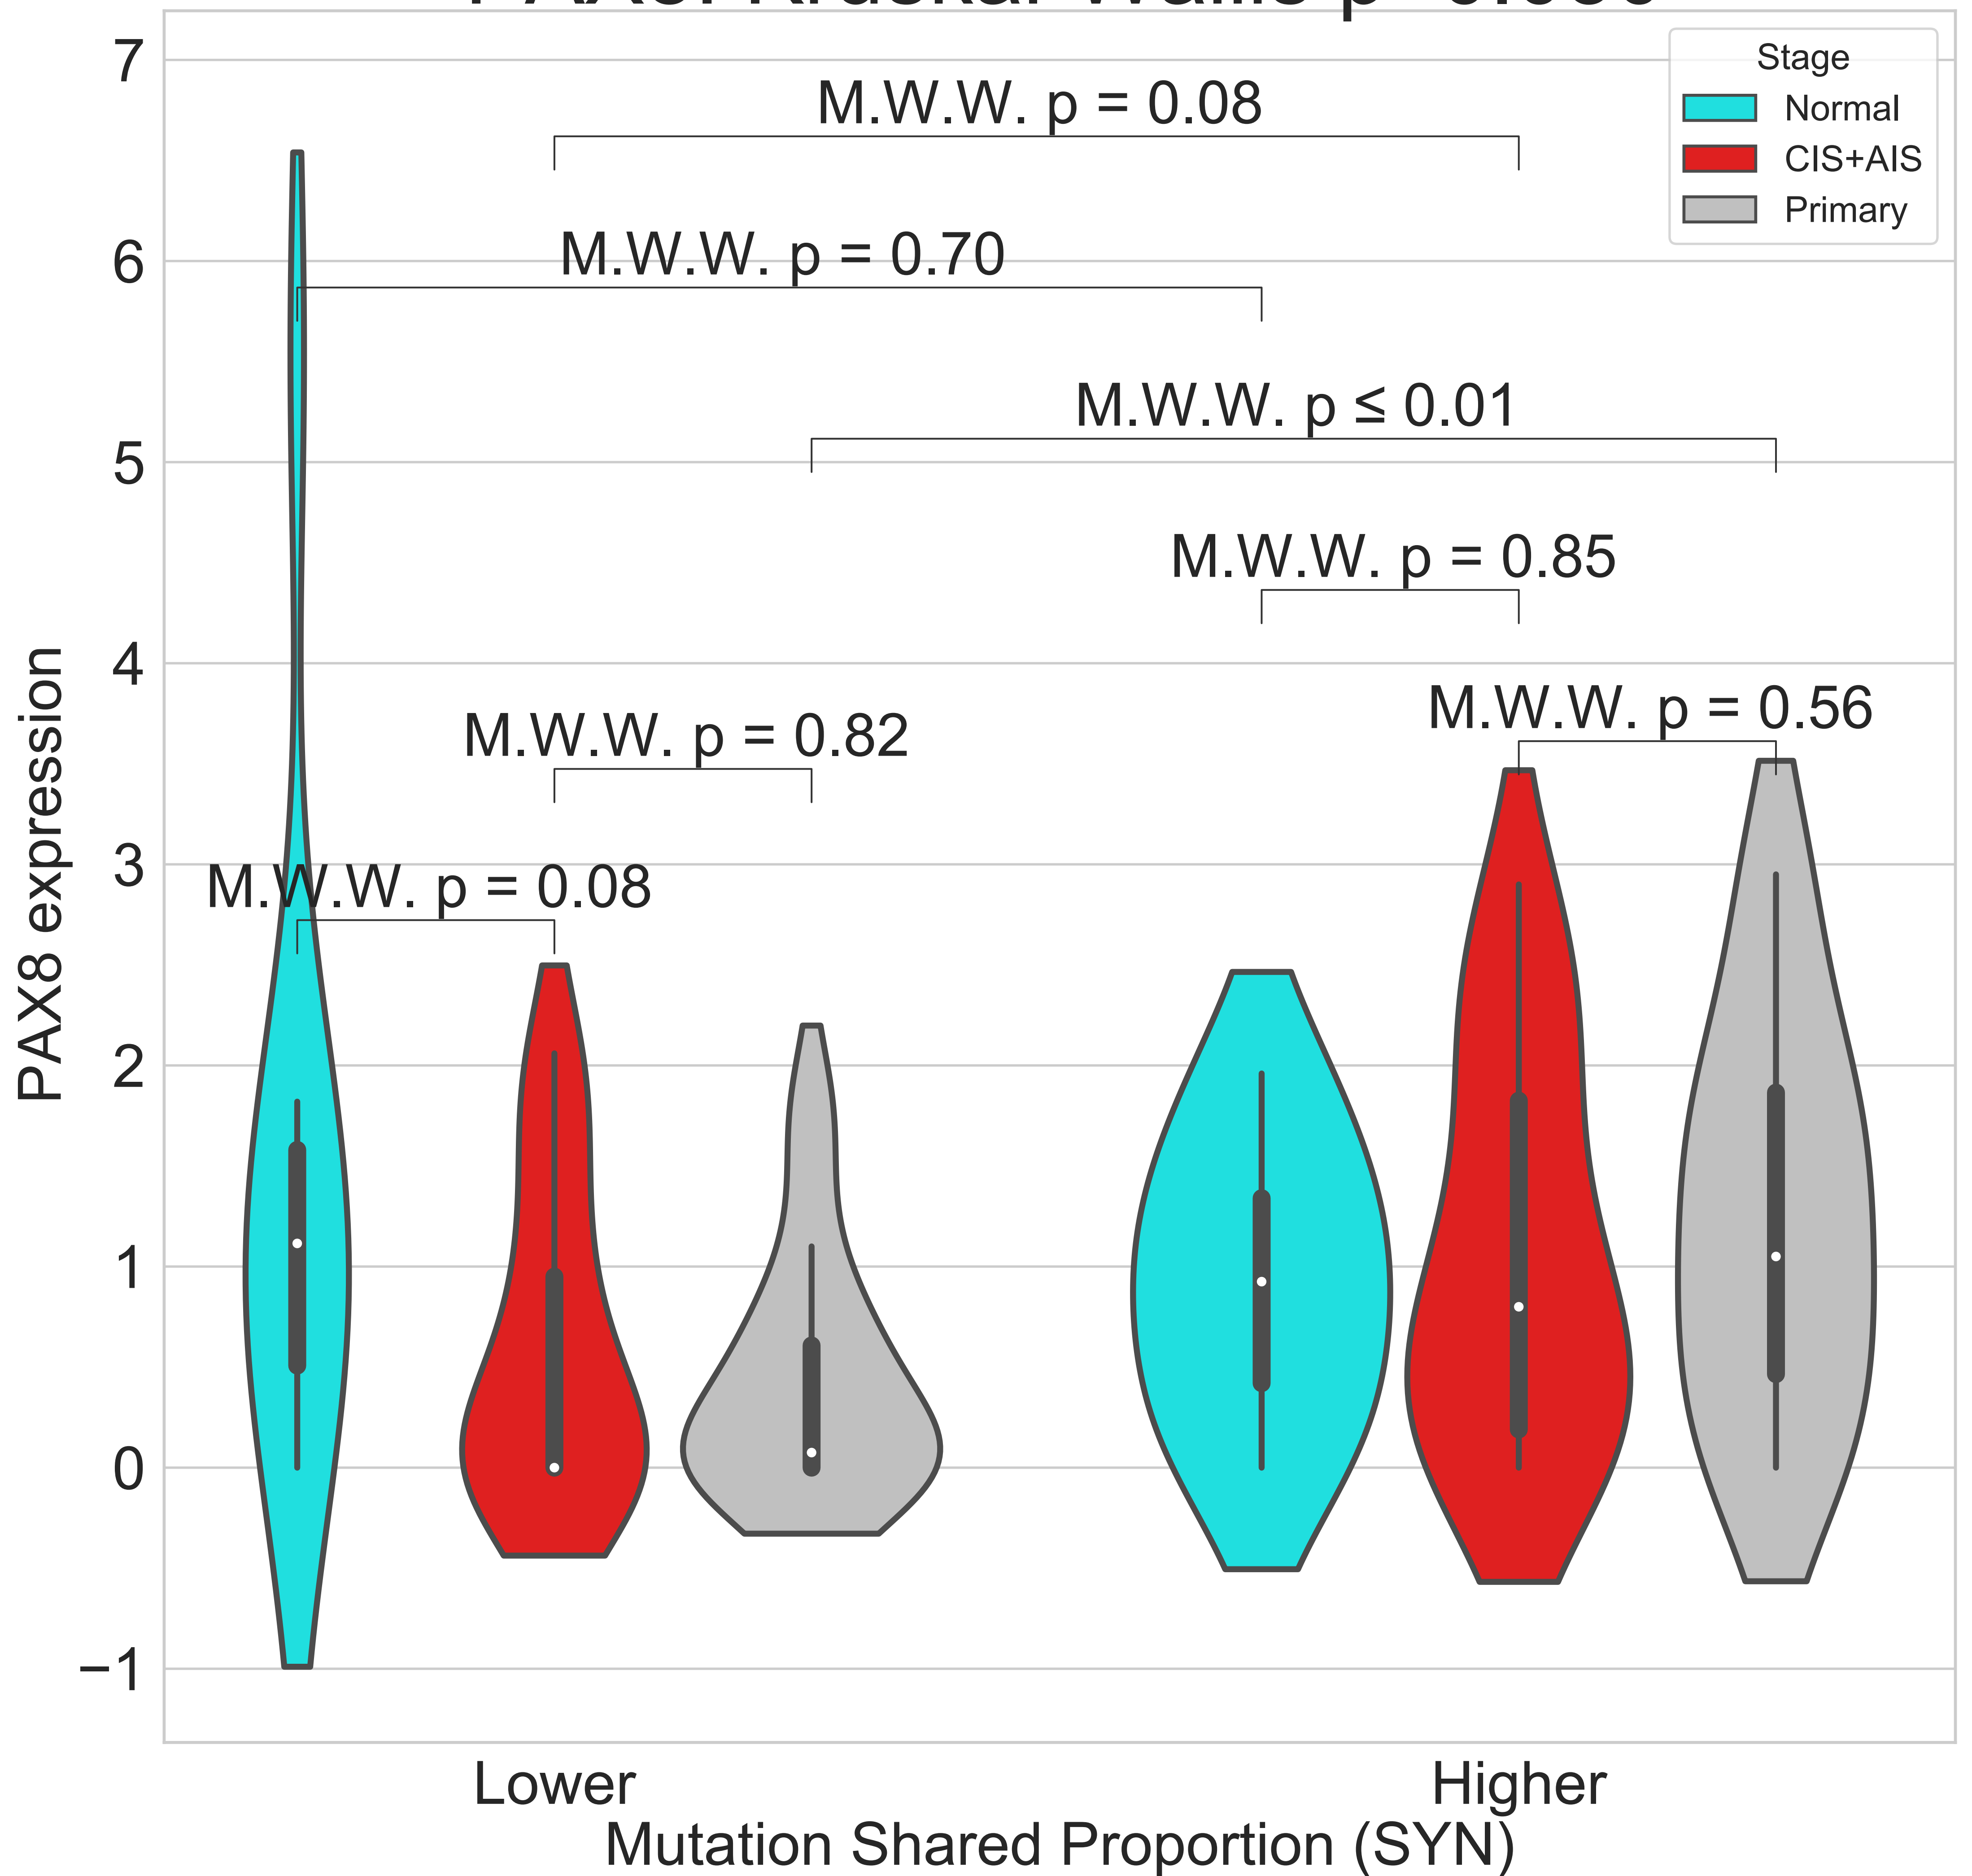 7
6
5
4
3
2
1
0
−1
PAX8 expression
Stage
Normal
CIS+AIS
Primary
M.W.W. p = 0.08
M.W.W. p = 0.70
M.W.W. p ≤ 0.01
M.W.W. p = 0.85
M.W.W. p = 0.56
M.W.W. p = 0.82
M.W.W. p = 0.08
Lower
Higher
Mutation Shared Proportion (SYN)